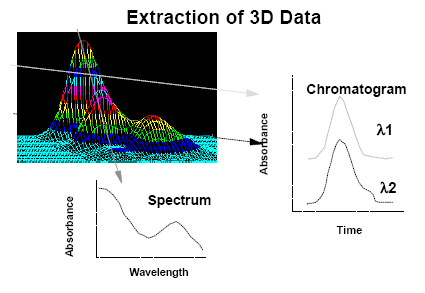 Extraction of 3D Data
Chromatogram
Absorbance
λ1
λ2
Time
Spectrum
Absorbance
Wavelength